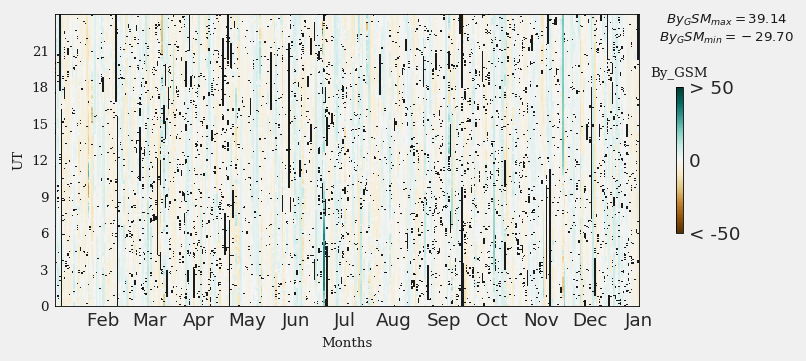 By_GSM_max = 39.14
By_GSM_min = −29.70
By_GSM
> 50
0
< -50
21
18
15
12
9
6
3
0
UT
Feb Mar Apr May Jun Jul Aug Sep Oct Nov Dec Jan
Months